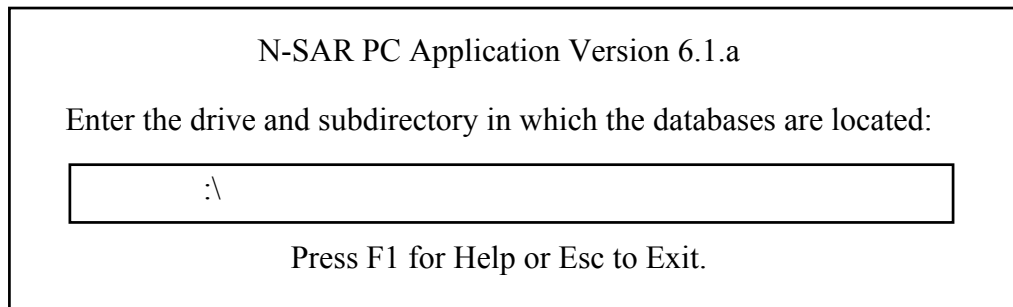 N-SAR PC Application Version 6.1.a
Enter the drive and subdirectory in which the databases are located:
:\
Press F1 for Help or Esc to Exit.